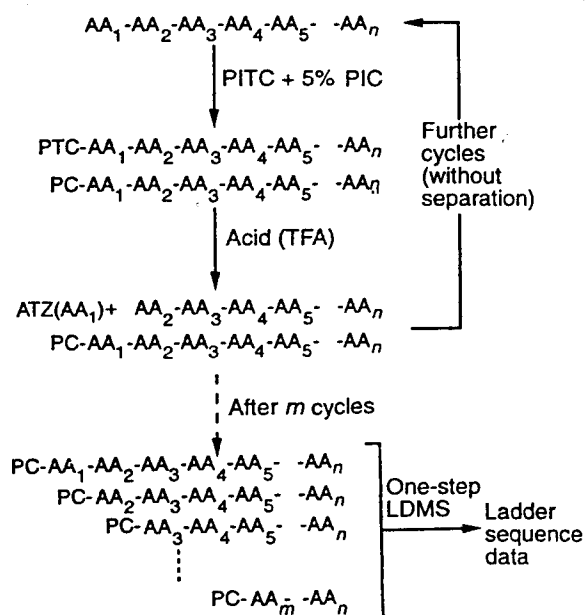 AA₁-AA₂-AA₃-AA₄-AA₅- -AAₙ
PITC + 5% PIC
PTC-AA₁-AA₂-AA₃-AA₄-AA₅- -AAₙ
PC-AA₁-AA₂-AA₃-AA₄-AA₅- -AAₙ
Further
cycles
(without
separation)
Acid (TFA)
ATZ(AA₁)+ AA₂-AA₃-AA₄-AA₅- -AAₙ
PC-AA₁-AA₂-AA₃-AA₄-AA₅- -AAₙ
After m cycles
PC-AA₁-AA₂-AA₃-AA₄-AA₅- -AAₙ
PC-AA₂-AA₃-AA₄-AA₅- -AAₙ
PC-AA₃-AA₄-AA₅- -AAₙ
PC-AAₘ- -AAₙ
One-step
LDMS
Ladder
sequence
data